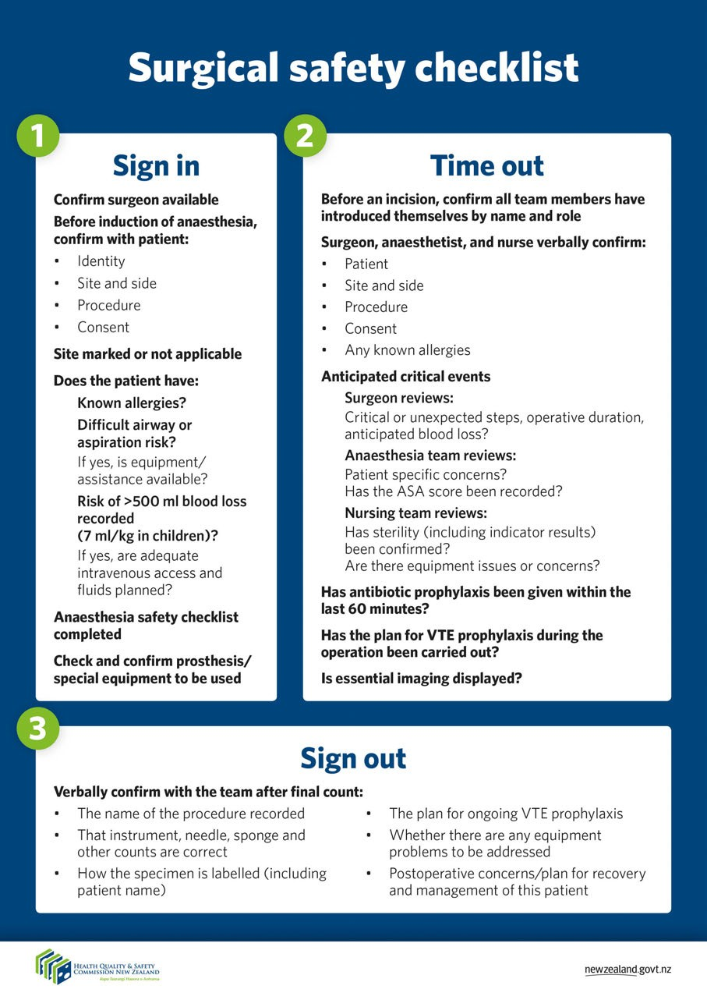 Surgical safety checklist
1
Sign in
Confirm surgeon available
Before induction of anaesthesia,
confirm with patient:
• Identity
• Site and side
• Procedure
• Consent
Site marked or not applicable
Does the patient have:
Known allergies?
Difficult airway or
aspiration risk?
If yes, is equipment/
assistance available?
Risk of >500 ml blood loss
recorded
(7 ml/kg in children)?
If yes, are adequate
intravenous access and
fluids planned?
Anaesthesia safety checklist
completed
Check and confirm prosthesis/
special equipment to be used
2
Time out
Before an incision, confirm all team members have
introduced themselves by name and role
Surgeon, anaesthetist, and nurse verbally confirm:
• Patient
• Site and side
• Procedure
• Consent
• Any known allergies
Anticipated critical events
Surgeon reviews:
Critical or unexpected steps, operative duration,
anticipated blood loss?
Anaesthesia team reviews:
Patient specific concerns?
Has the ASA score been recorded?
Nursing team reviews:
Has sterility (including indicator results)
been confirmed?
Are there equipment issues or concerns?
Has antibiotic prophylaxis been given within the
last 60 minutes?
Has the plan for VTE prophylaxis during the
operation been carried out?
Is essential imaging displayed?
3
Sign out
Verbally confirm with the team after final count:
• The name of the procedure recorded
• That instrument, needle, sponge and
other counts are correct
• How the specimen is labelled (including
patient name)
• The plan for ongoing VTE prophylaxis
• Whether there are any equipment
problems to be addressed
• Postoperative concerns/plan for recovery
and management of this patient
HEALTH QUALITY & SAFETY
COMMISSION NEW ZEALAND
Kupu Taurangi Hauora o Aotearoa
newzealand.govt.nz